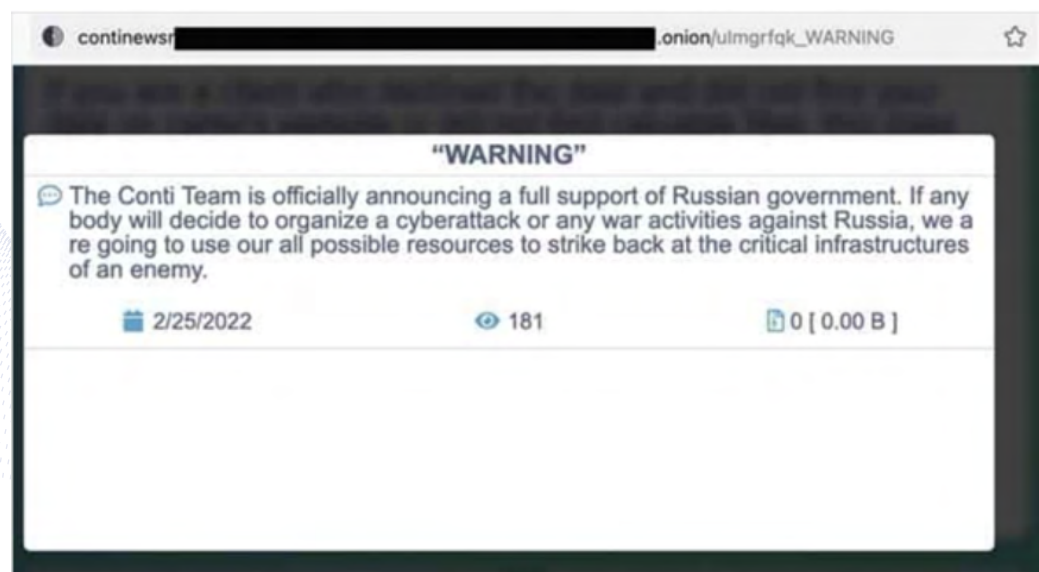 continewsr .onion/ulmgrfqk_WARNING
“WARNING”
The Conti Team is officially announcing a full support of Russian government. If any
body will decide to organize a cyberattack or any war activities against Russia, we a
re going to use our all possible resources to strike back at the critical infrastructures
of an enemy.
2/25/2022
181
0 [ 0.00 B ]